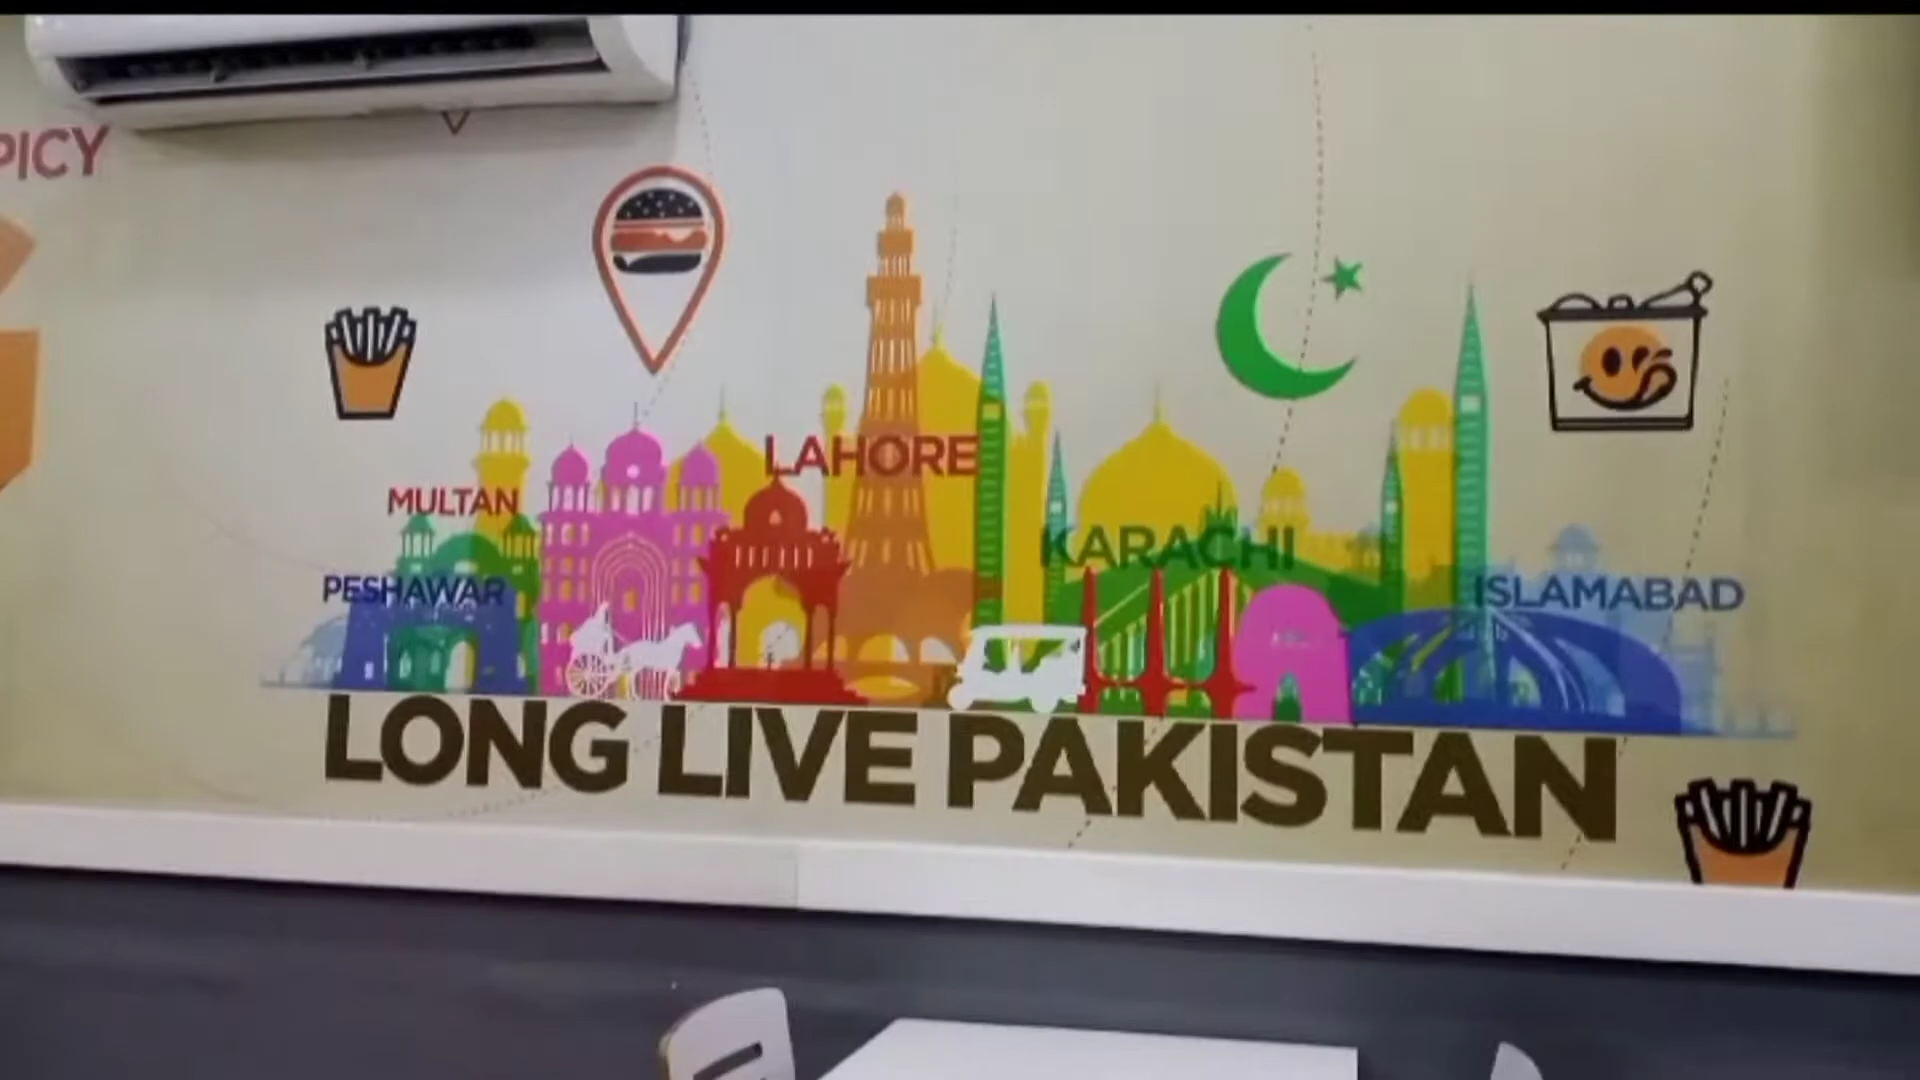 PICY
LAHORE
MULTAN
KARACHI
PESHAWAR
ISLAMABAD
LONG LIVE PAKISTAN